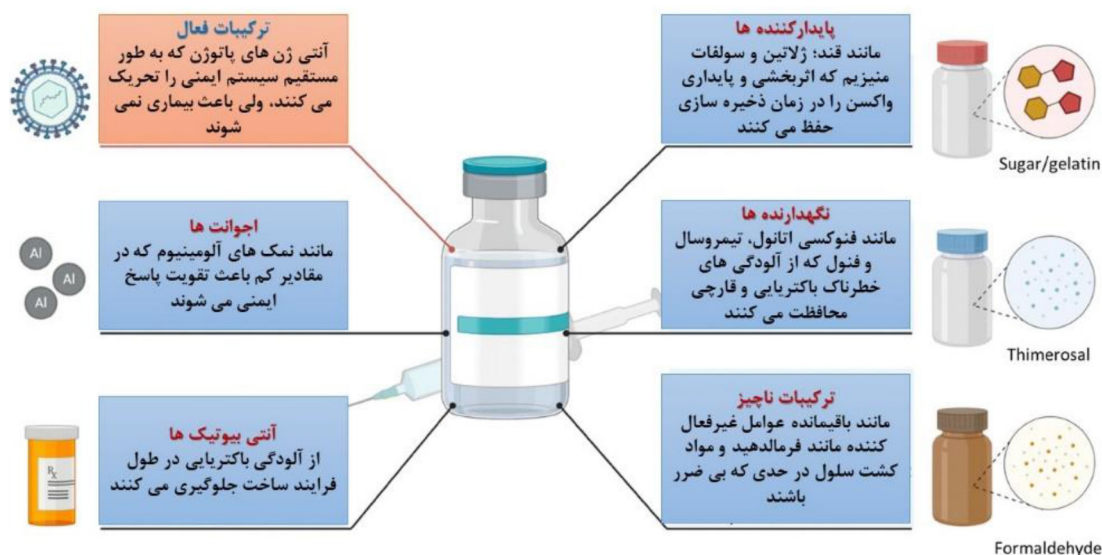 ترکیبات فعال
آنتی ژن های پاتوژن که به طور
مستقیم سیستم ایمنی را تحریک
می کنند، ولی باعث بیماری نمی
شوند
پایدارکننده ها
مانند قند؛ ژلاتین و سولفات
منیزیم که اثربخشی و پایداری
واکسن را در زمان ذخیره سازی
حفظ می کنند
Sugar/gelatin
Al
Al
Al
اجوانت ها
مانند نمک های آلومینیوم که در
مقادیر کم باعث تقویت پاسخ
ایمنی می شوند
نگهدارنده ها
مانند فنوکسی اتانول، تیمروسال
و فنول که از آلودگی های
خطرناک باکتریایی و قارچی
محافظت می کنند
Thimerosal
Rx
آنتی بیوتیک ها
از آلودگی باکتریایی در طول
فرایند ساخت جلوگیری می کنند
ترکیبات ناچیز
مانند باقیمانده عوامل غیرفعال
کننده مانند فرمالدهید و مواد
کشت سلول در حدی که بی ضرر
باشند
Formaldehyde